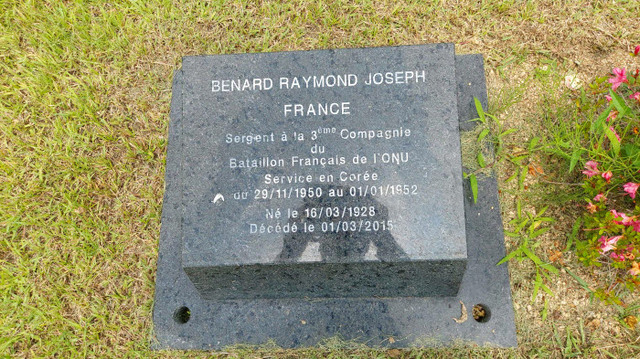 BENARD RAYMOND JOSEPH
FRANCE
Sergent à la 3ème Compagnie
du
Bataillon Français de l'ONU
Service en Corée
du 29/11/1950 au 01/01/1952
Né le 16/03/1928
Décédé le 01/03/2015